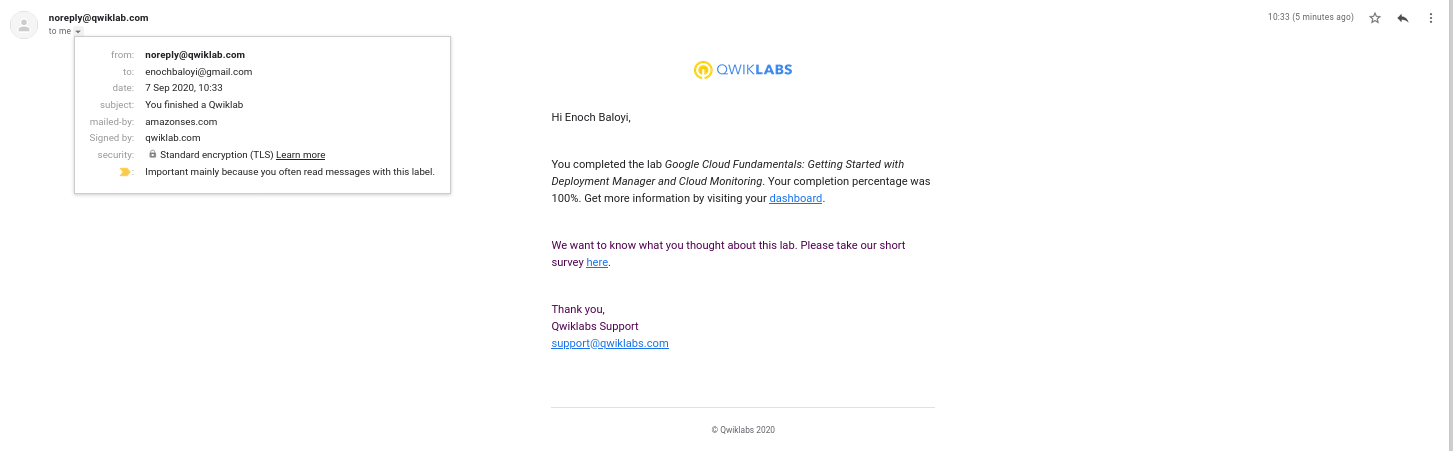 noreply@qwiklab.com
to me
10:33 (5 minutes ago)
from: noreply@qwiklab.com
to: enochbaloyi@gmail.com
date: 7 Sep 2020, 10:33
subject: You finished a Qwiklab
mailed-by: amazonses.com
Signed by: qwiklab.com
security: Standard encryption (TLS) Learn more
: Important mainly because you often read messages with this label.
QWIKLABS
Hi Enoch Baloyi,
You completed the lab Google Cloud Fundamentals: Getting Started with
Deployment Manager and Cloud Monitoring. Your completion percentage was
100%. Get more information by visiting your dashboard.
We want to know what you thought about this lab. Please take our short
survey here.
Thank you,
Qwiklabs Support
support@qwiklabs.com
© Qwiklabs 2020